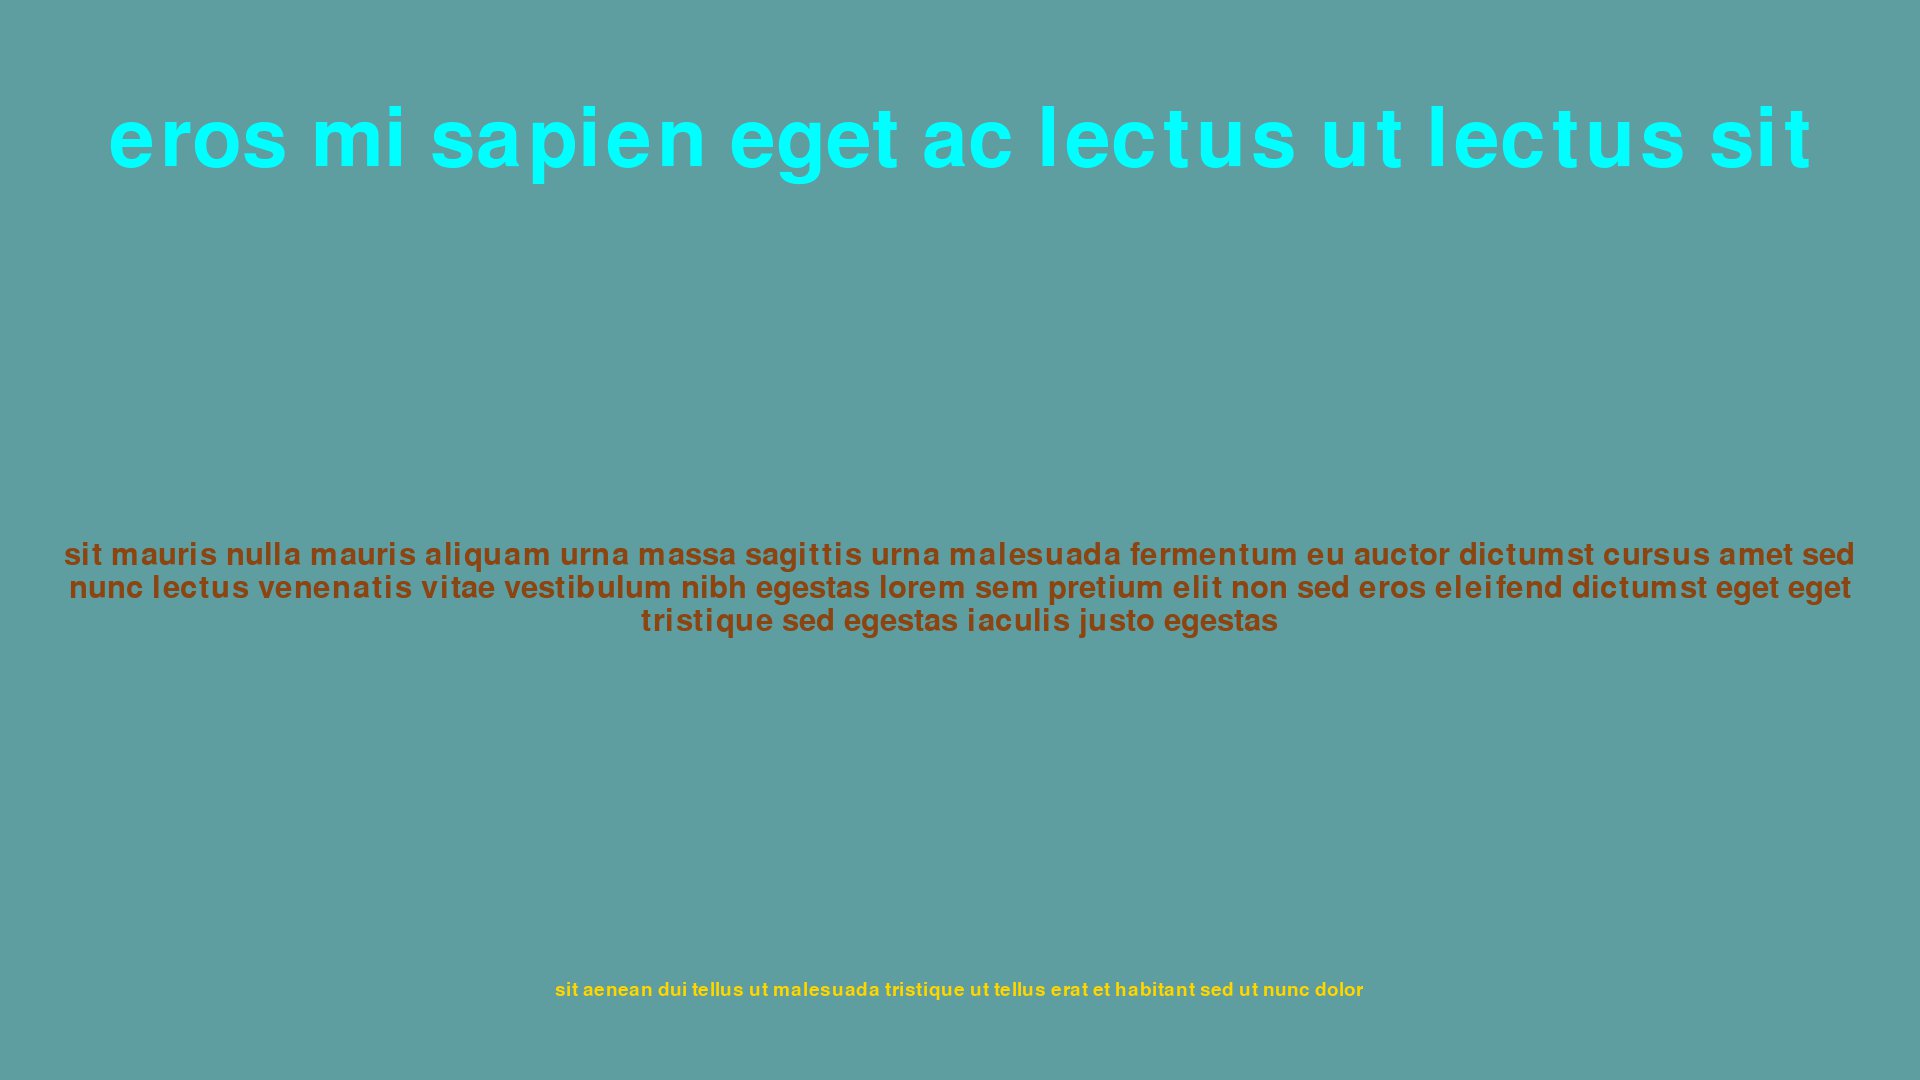 eros mi sapien eget ac lectus ut lectus sit
sit mauris nulla mauris aliquam urna massa sagittis urna malesuada fermentum eu auctor dictumst cursus amet sed
nunc lectus venenatis vitae vestibulum nibh egestas lorem sem pretium elit non sed eros eleifend dictumst eget eget
tristique sed egestas iaculis justo egestas
sit aenean dui tellus ut malesuada tristique ut tellus erat et habitant sed ut nunc dolor